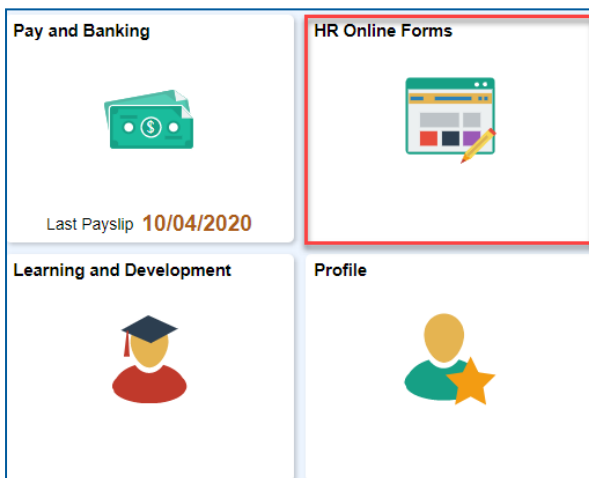 Pay and Banking
HR Online Forms
$
Last Payslip 10/04/2020
Learning and Development
Profile